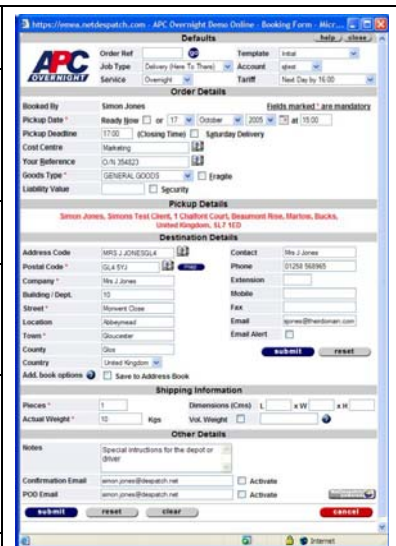 https://www.netdespatch.com - APC Overnight Demo Online - Booking Form - Micr...
Defaults help / close
APC OVERNIGHT
Order Ref go Template Initial
Job Type Delivery (Here To There) Account
Service Overnight Tariff Next Day by 16:00
Order Details
Booked By Simon Jones Fields marked * are mandatory
Pickup Date * Ready Now or 17 October 2005 at 15:00
Pickup Deadline 17:00 (Closing Time) Saturday Delivery
Cost Centre Marketing
Your Reference O/N 354823
Goods Type * GENERAL GOODS Fragile
Liability Value Security
Pickup Details
Simon Jones, Simons Test Client, 1 Chalfont Court, Beaumont Rise, Marlow, Bucks,
United Kingdom, SL7 1ED
Destination Details
Address Code MRS J JONESGL4 Contact Mrs J Jones
Postal Code * GL4 5YJ Phone 01258 568965
Company * Mrs J Jones Extension
Building / Dept. 10 Mobile
Street * Morwent Close Fax
Location Abbeymead Email sjones@theirdomain.com
Town * Gloucester Email Alert
County Glos submit reset
Country United Kingdom
Add. book options Save to Address Book
Shipping Information
Pieces * 1 Dimensions (Cms) L x W x H
Actual Weight * 10 Kgs Vol. Weight
Other Details
Notes Special intructions for the depot or
driver
Confirmation Email simon.jones@despatch.net Activate
POD Email simon.jones@despatch.net Activate
submit reset clear cancel
Internet